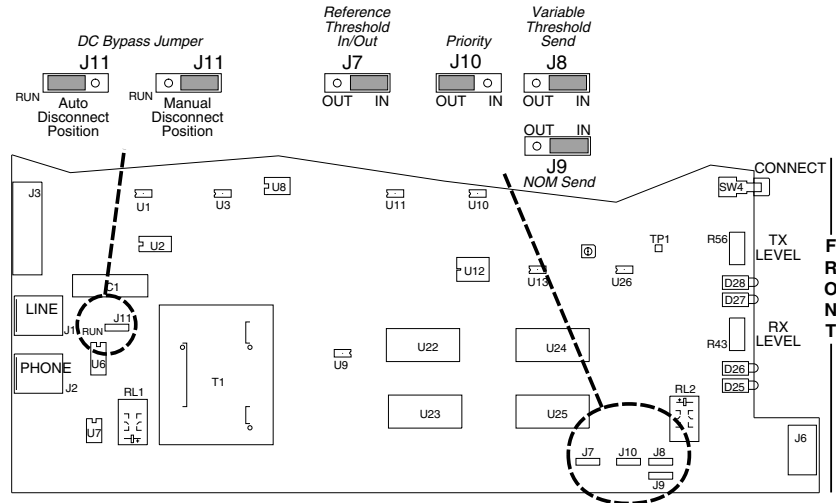 DC Bypass Jumper
J11
RUN
Auto
Disconnect
Position
J11
RUN
Manual
Disconnect
Position
Reference
Threshold
In/Out
J7
OUT IN
Priority
J10
OUT IN
Variable
Threshold
Send
J8
OUT IN
OUT IN
J9
NOM Send
J3
U1
U3
U8
U11
U10
SW4
CONNECT
U2
U12
U13
U26
TP1
R56
TX
LEVEL
D28
D27
C1
LINE
J1
RUN
J11
U6
PHONE
J2
RL1
U7
T1
U9
U22
U24
U23
U25
R43
RX
LEVEL
D26
D25
RL2
J7
J10
J8
J9
J6
FRONT